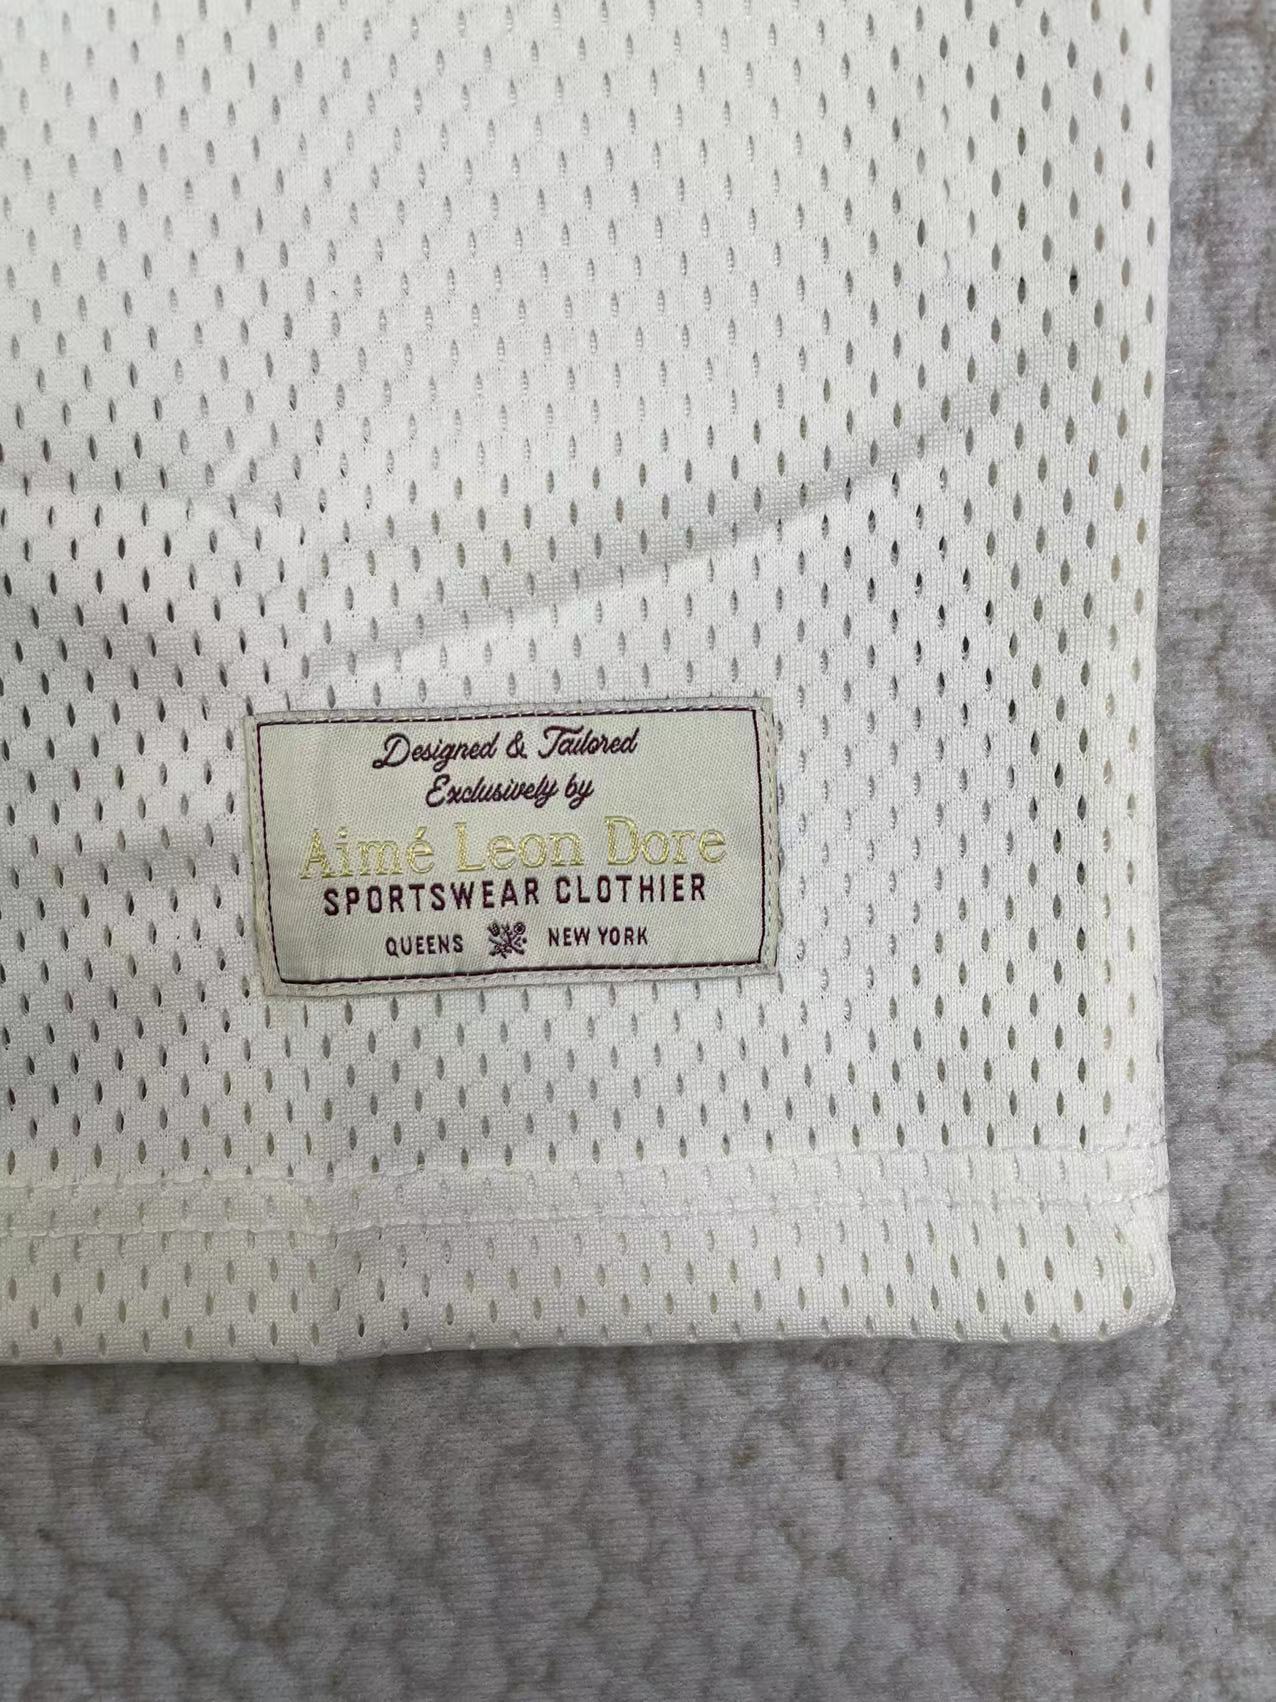 Designed & Tailored
Exclusively by
Aimé Leon Dore
SPORTSWEAR CLOTHIER
QUEENS NEW YORK